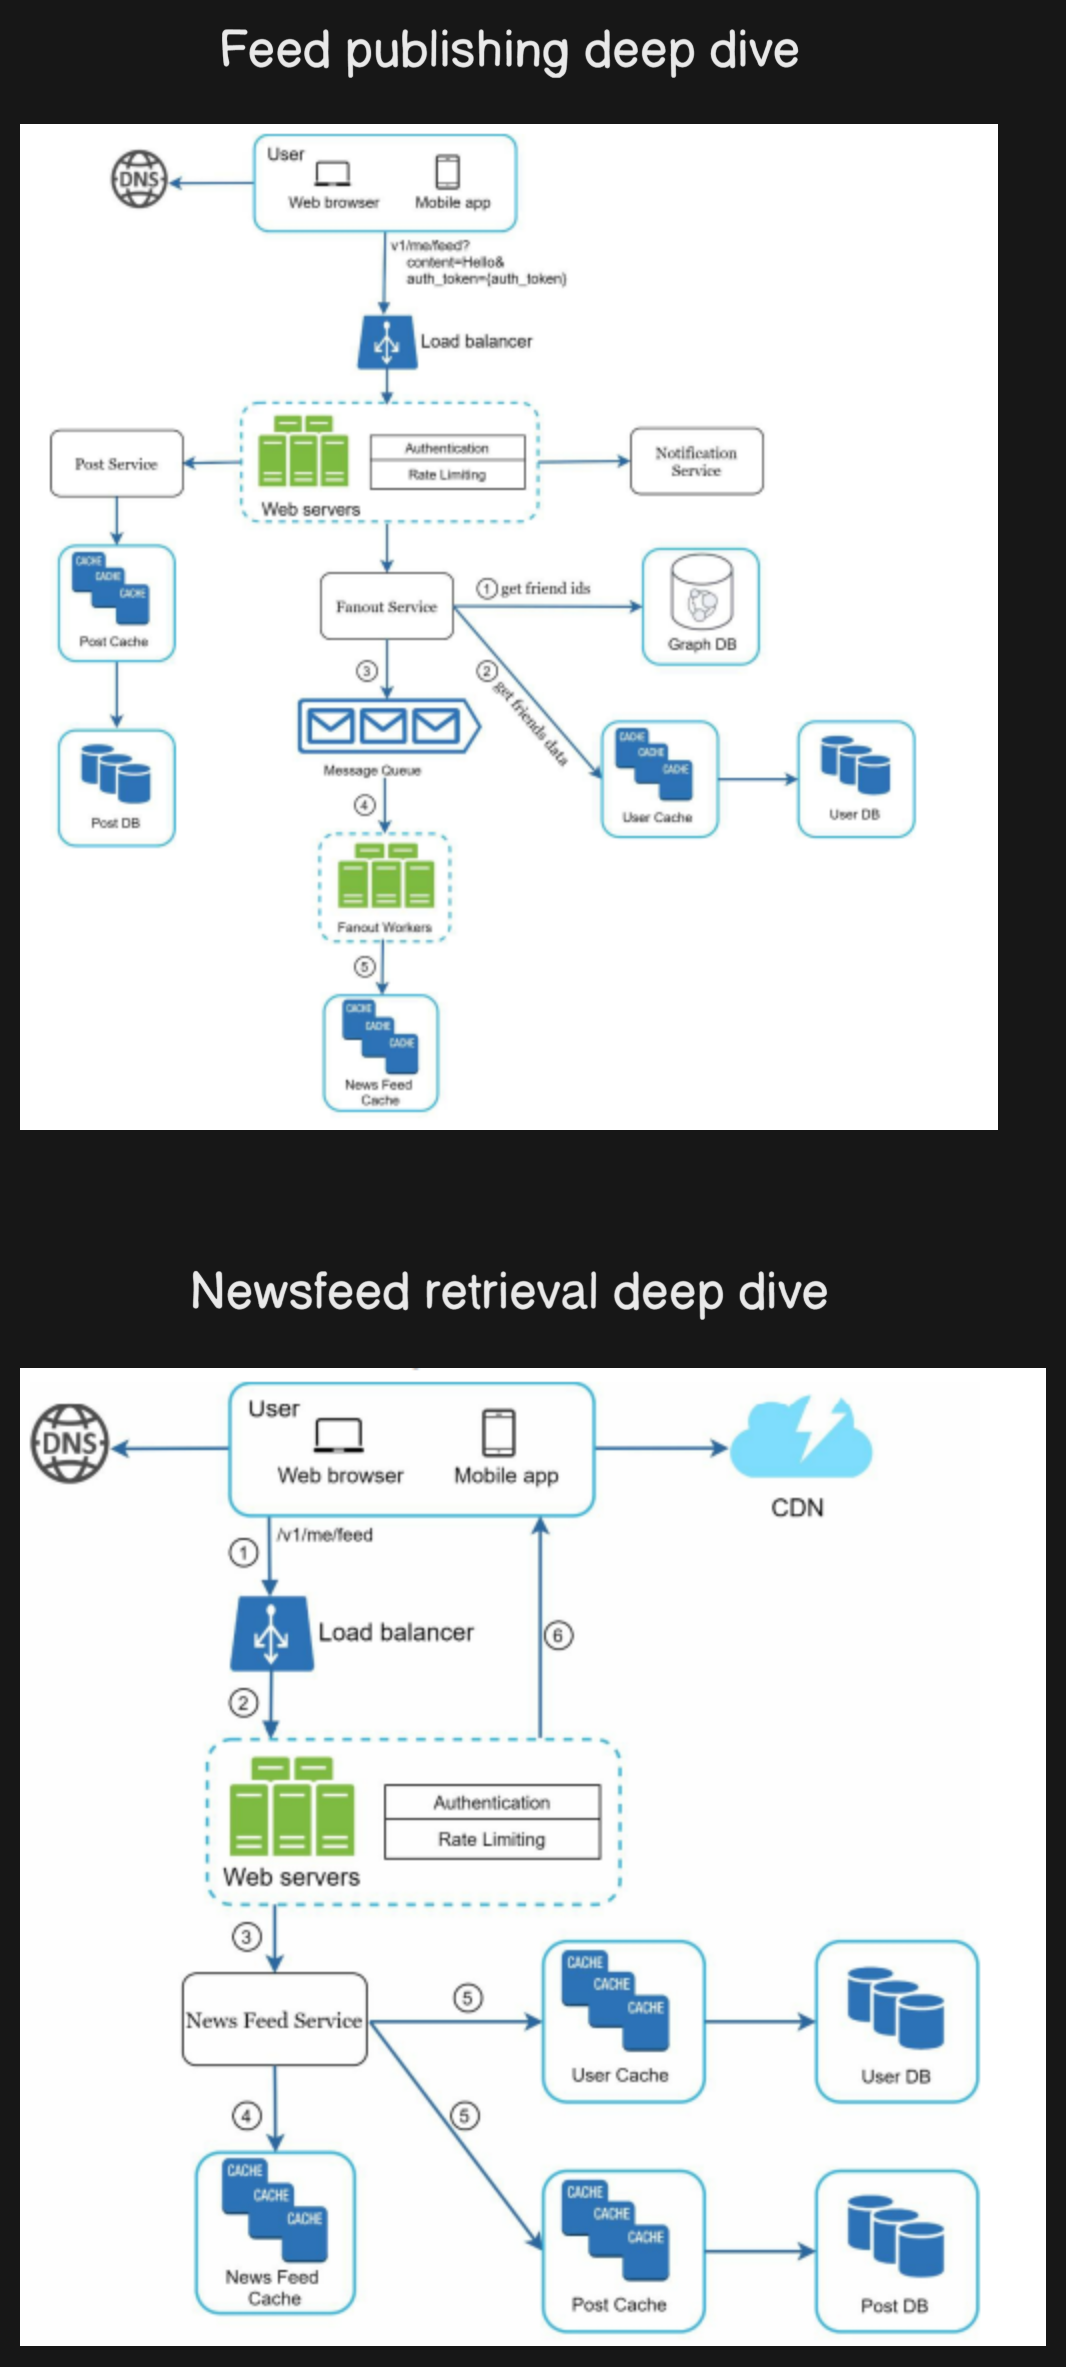 Feed publishing deep dive
DNS
User
Web browser
Mobile app
v1/me/feed?
content=Hello&
auth_token={auth_token}
Load balancer
Post Service
Authentication
Rate Limiting
Web servers
Notification
Service
CACHE
CACHE
CACHE
Post Cache
Fanout Service
1 get friend ids
Graph DB
3
2 get friends data
Message Queue
CACHE
CACHE
CACHE
User Cache
User DB
Post DB
4
Fanout Workers
5
CACHE
CACHE
CACHE
News Feed
Cache
Newsfeed retrieval deep dive
DNS
User
Web browser
Mobile app
CDN
1
/v1/me/feed
Load balancer
6
2
Authentication
Rate Limiting
Web servers
3
News Feed Service
5
CACHE
CACHE
CACHE
User Cache
User DB
4
5
CACHE
CACHE
CACHE
News Feed
Cache
CACHE
CACHE
CACHE
Post Cache
Post DB